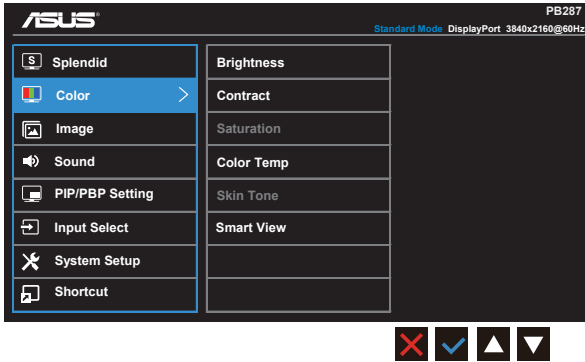 ASUS
PB287
Standard Mode DisplayPort 3840x2160@60Hz
S Splendid
Color
Image
Sound
PIP/PBP Setting
Input Select
System Setup
Shortcut
Brightness
Contract
Saturation
Color Temp
Skin Tone
Smart View